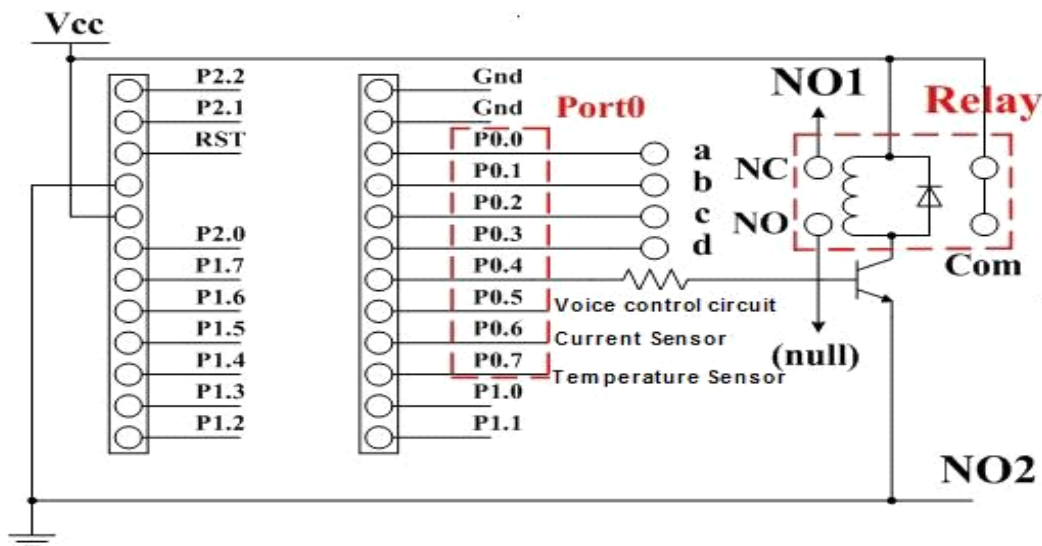 Vcc
P2.2
P2.1
RST
P2.0
P1.7
P1.6
P1.5
P1.4
P1.3
P1.2
Gnd
Gnd
Port0
P0.0
P0.1
P0.2
P0.3
P0.4
P0.5
P0.6
P0.7
P1.0
P1.1
a
b
c
d
Voice control circuit
Current Sensor
Temperature Sensor
NO1
Relay
NC
NO
Com
(null)
NO2